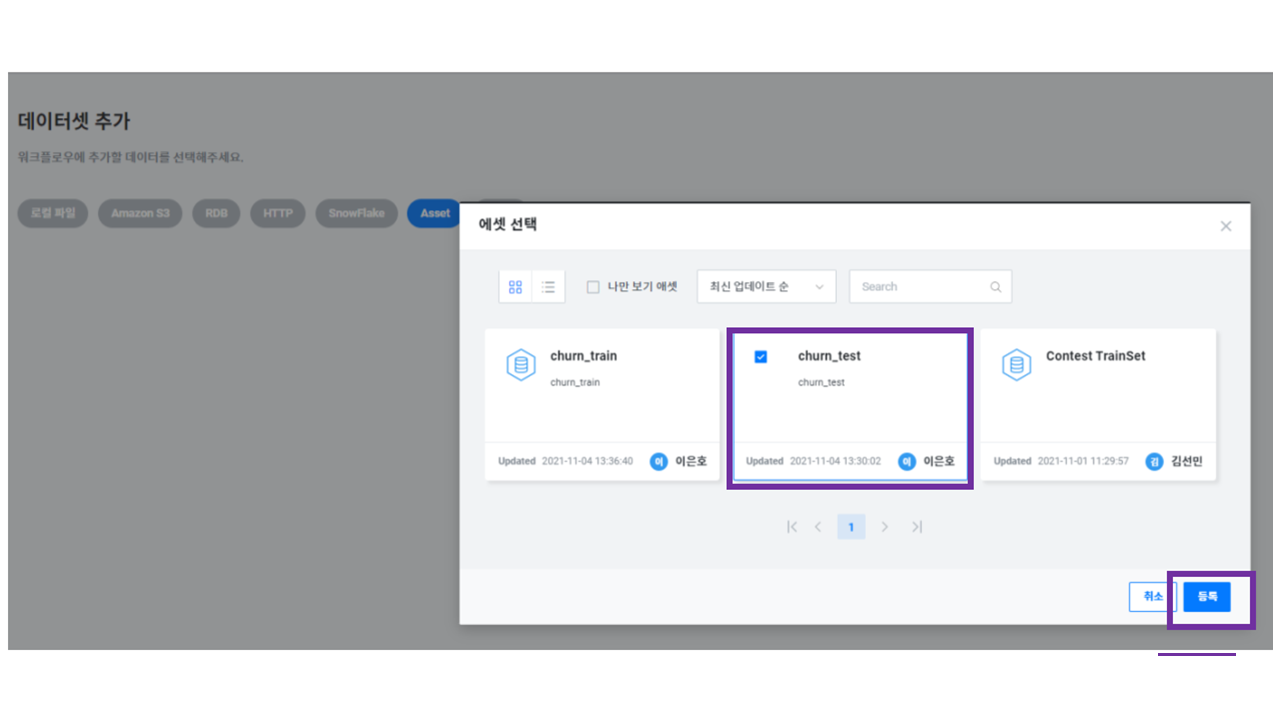 데이터셋 추가
워크플로우에 추가할 데이터를 선택해주세요.
로컬 파일 Amazon S3 RDB HTTP SnowFlake Asset
에셋 선택
나만 보기 애셋 최신 업데이트 순 Search
churn_train
churn_train
Updated 2021-11-04 13:36:40 이 이은호
churn_test
churn_test
Updated 2021-11-04 13:30:02 이 이은호
Contest TrainSet
Updated 2021-11-01 11:29:57 김 김선민
1
취소 등록